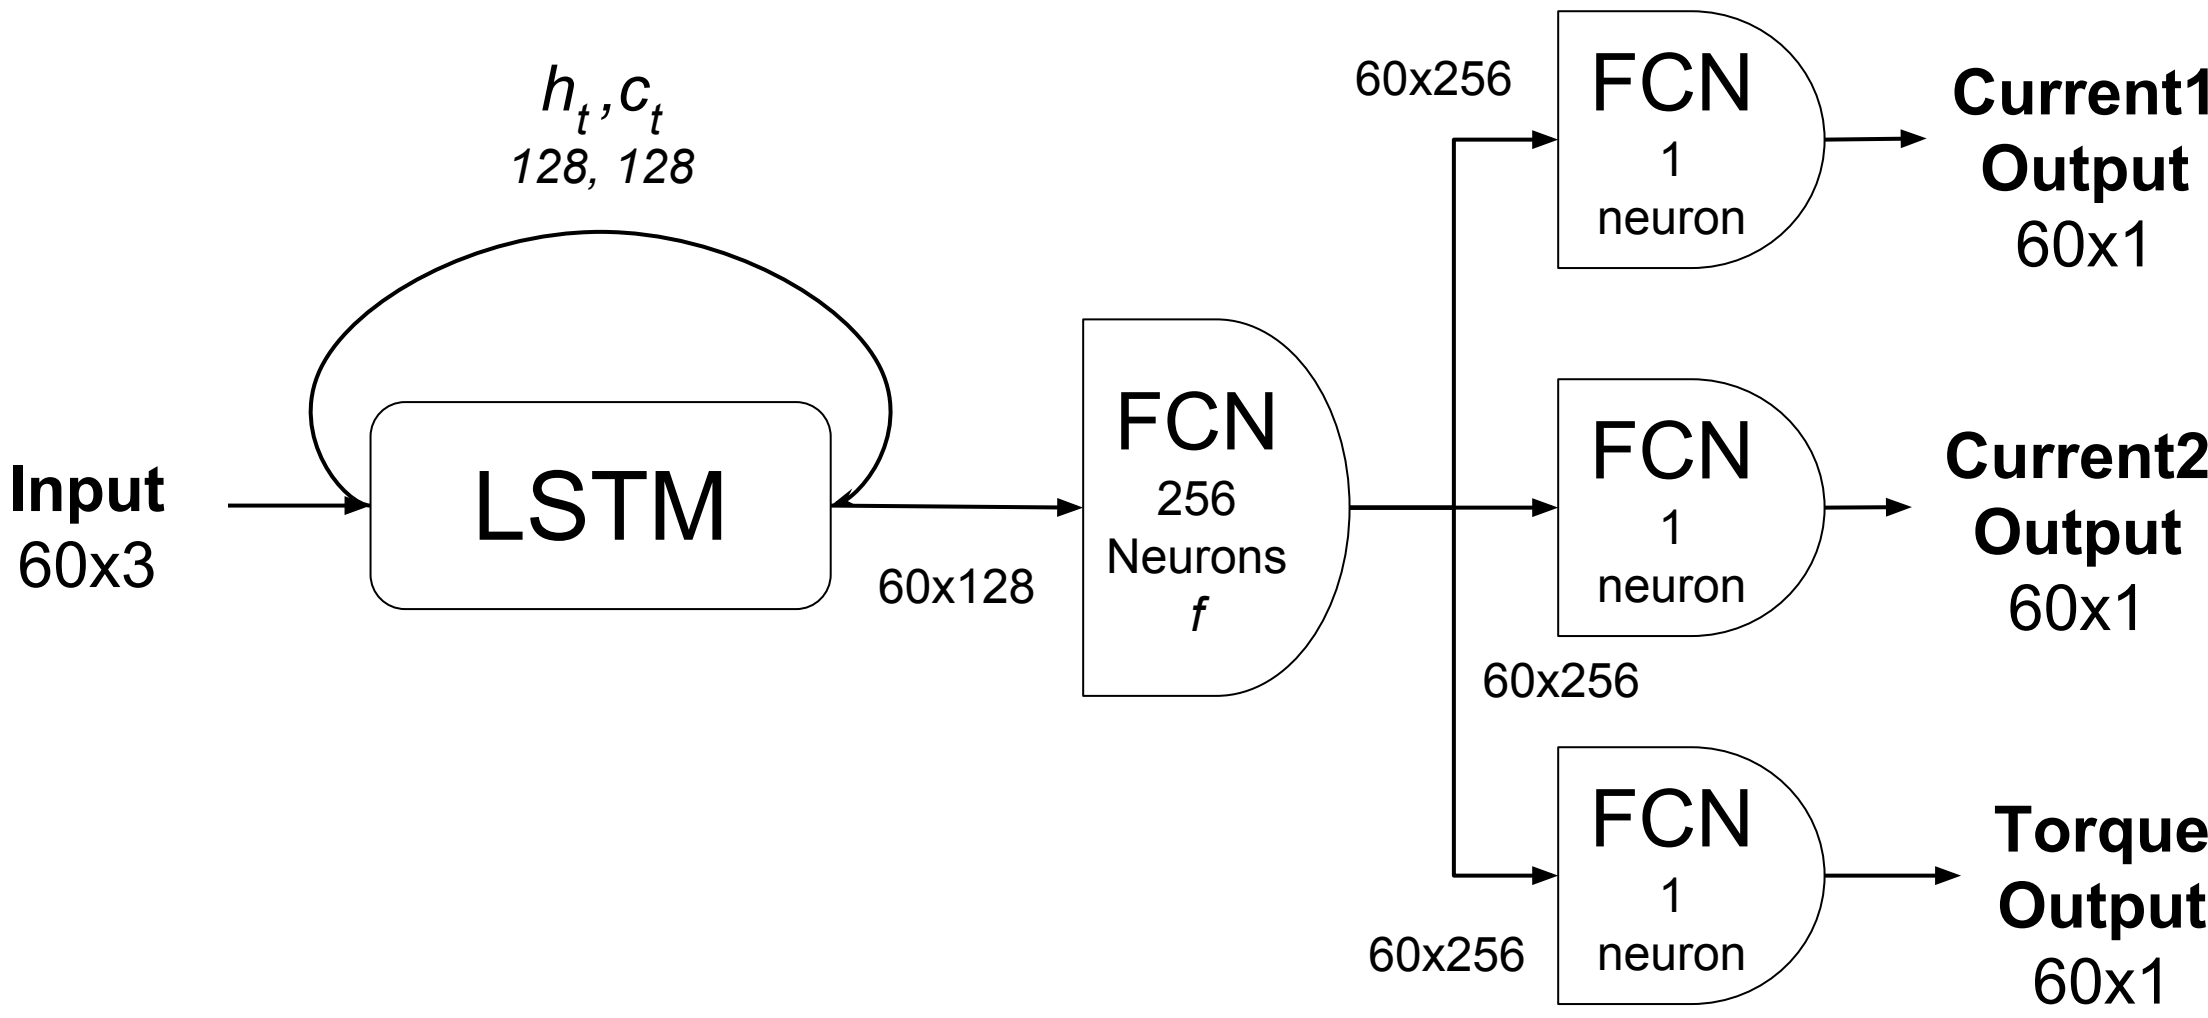 Input
60x3
h_t, c_t
128, 128
LSTM
60x128
FCN
256
Neurons
f
60x256
FCN
1
neuron
Current1
Output
60x1
FCN
1
neuron
60x256
Current2
Output
60x1
60x256
FCN
1
neuron
Torque
Output
60x1